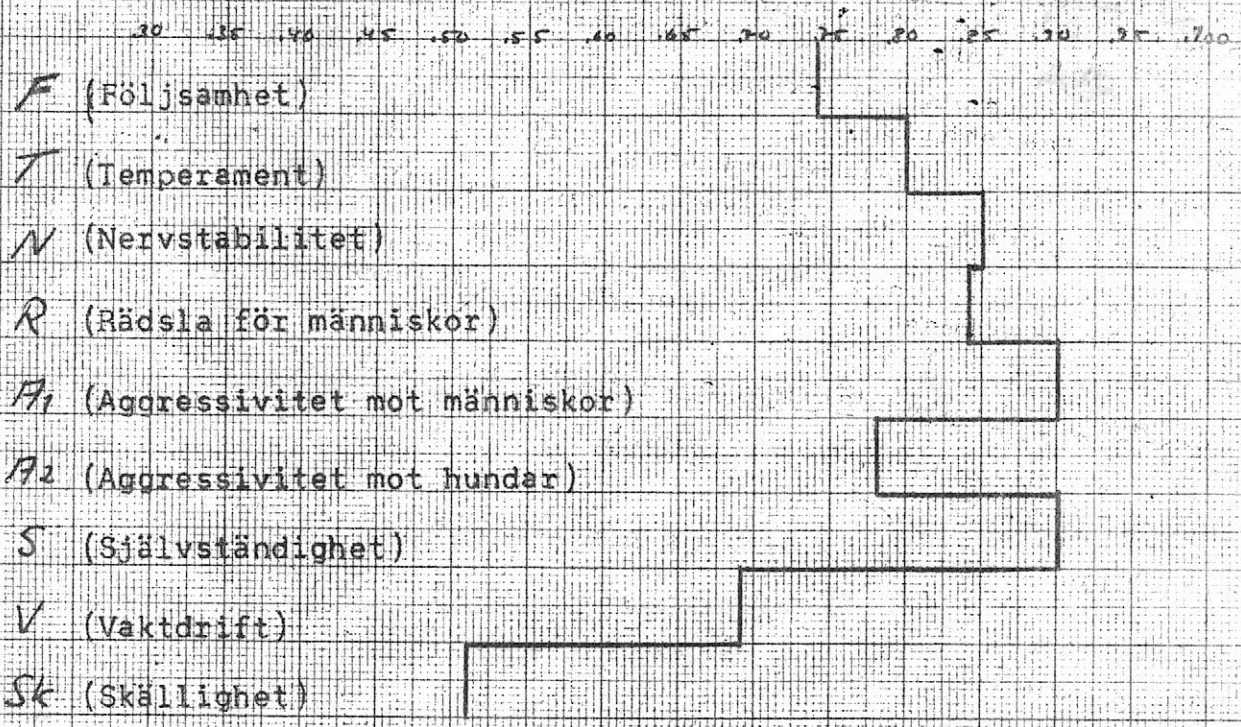 .30 .35 .40 .45 .50 .55 .60 .65 .70 .75 .80 .85 .90 .95 .100
F (Följsamhet)
T (Temperament)
N (Nervstabilitet)
R (Rädsla för människor)
A1 (Aggressivitet mot människor)
A2 (Aggressivitet mot hundar)
S (Självständighet)
V (Vaktdrift)
Sk (Skällighet)